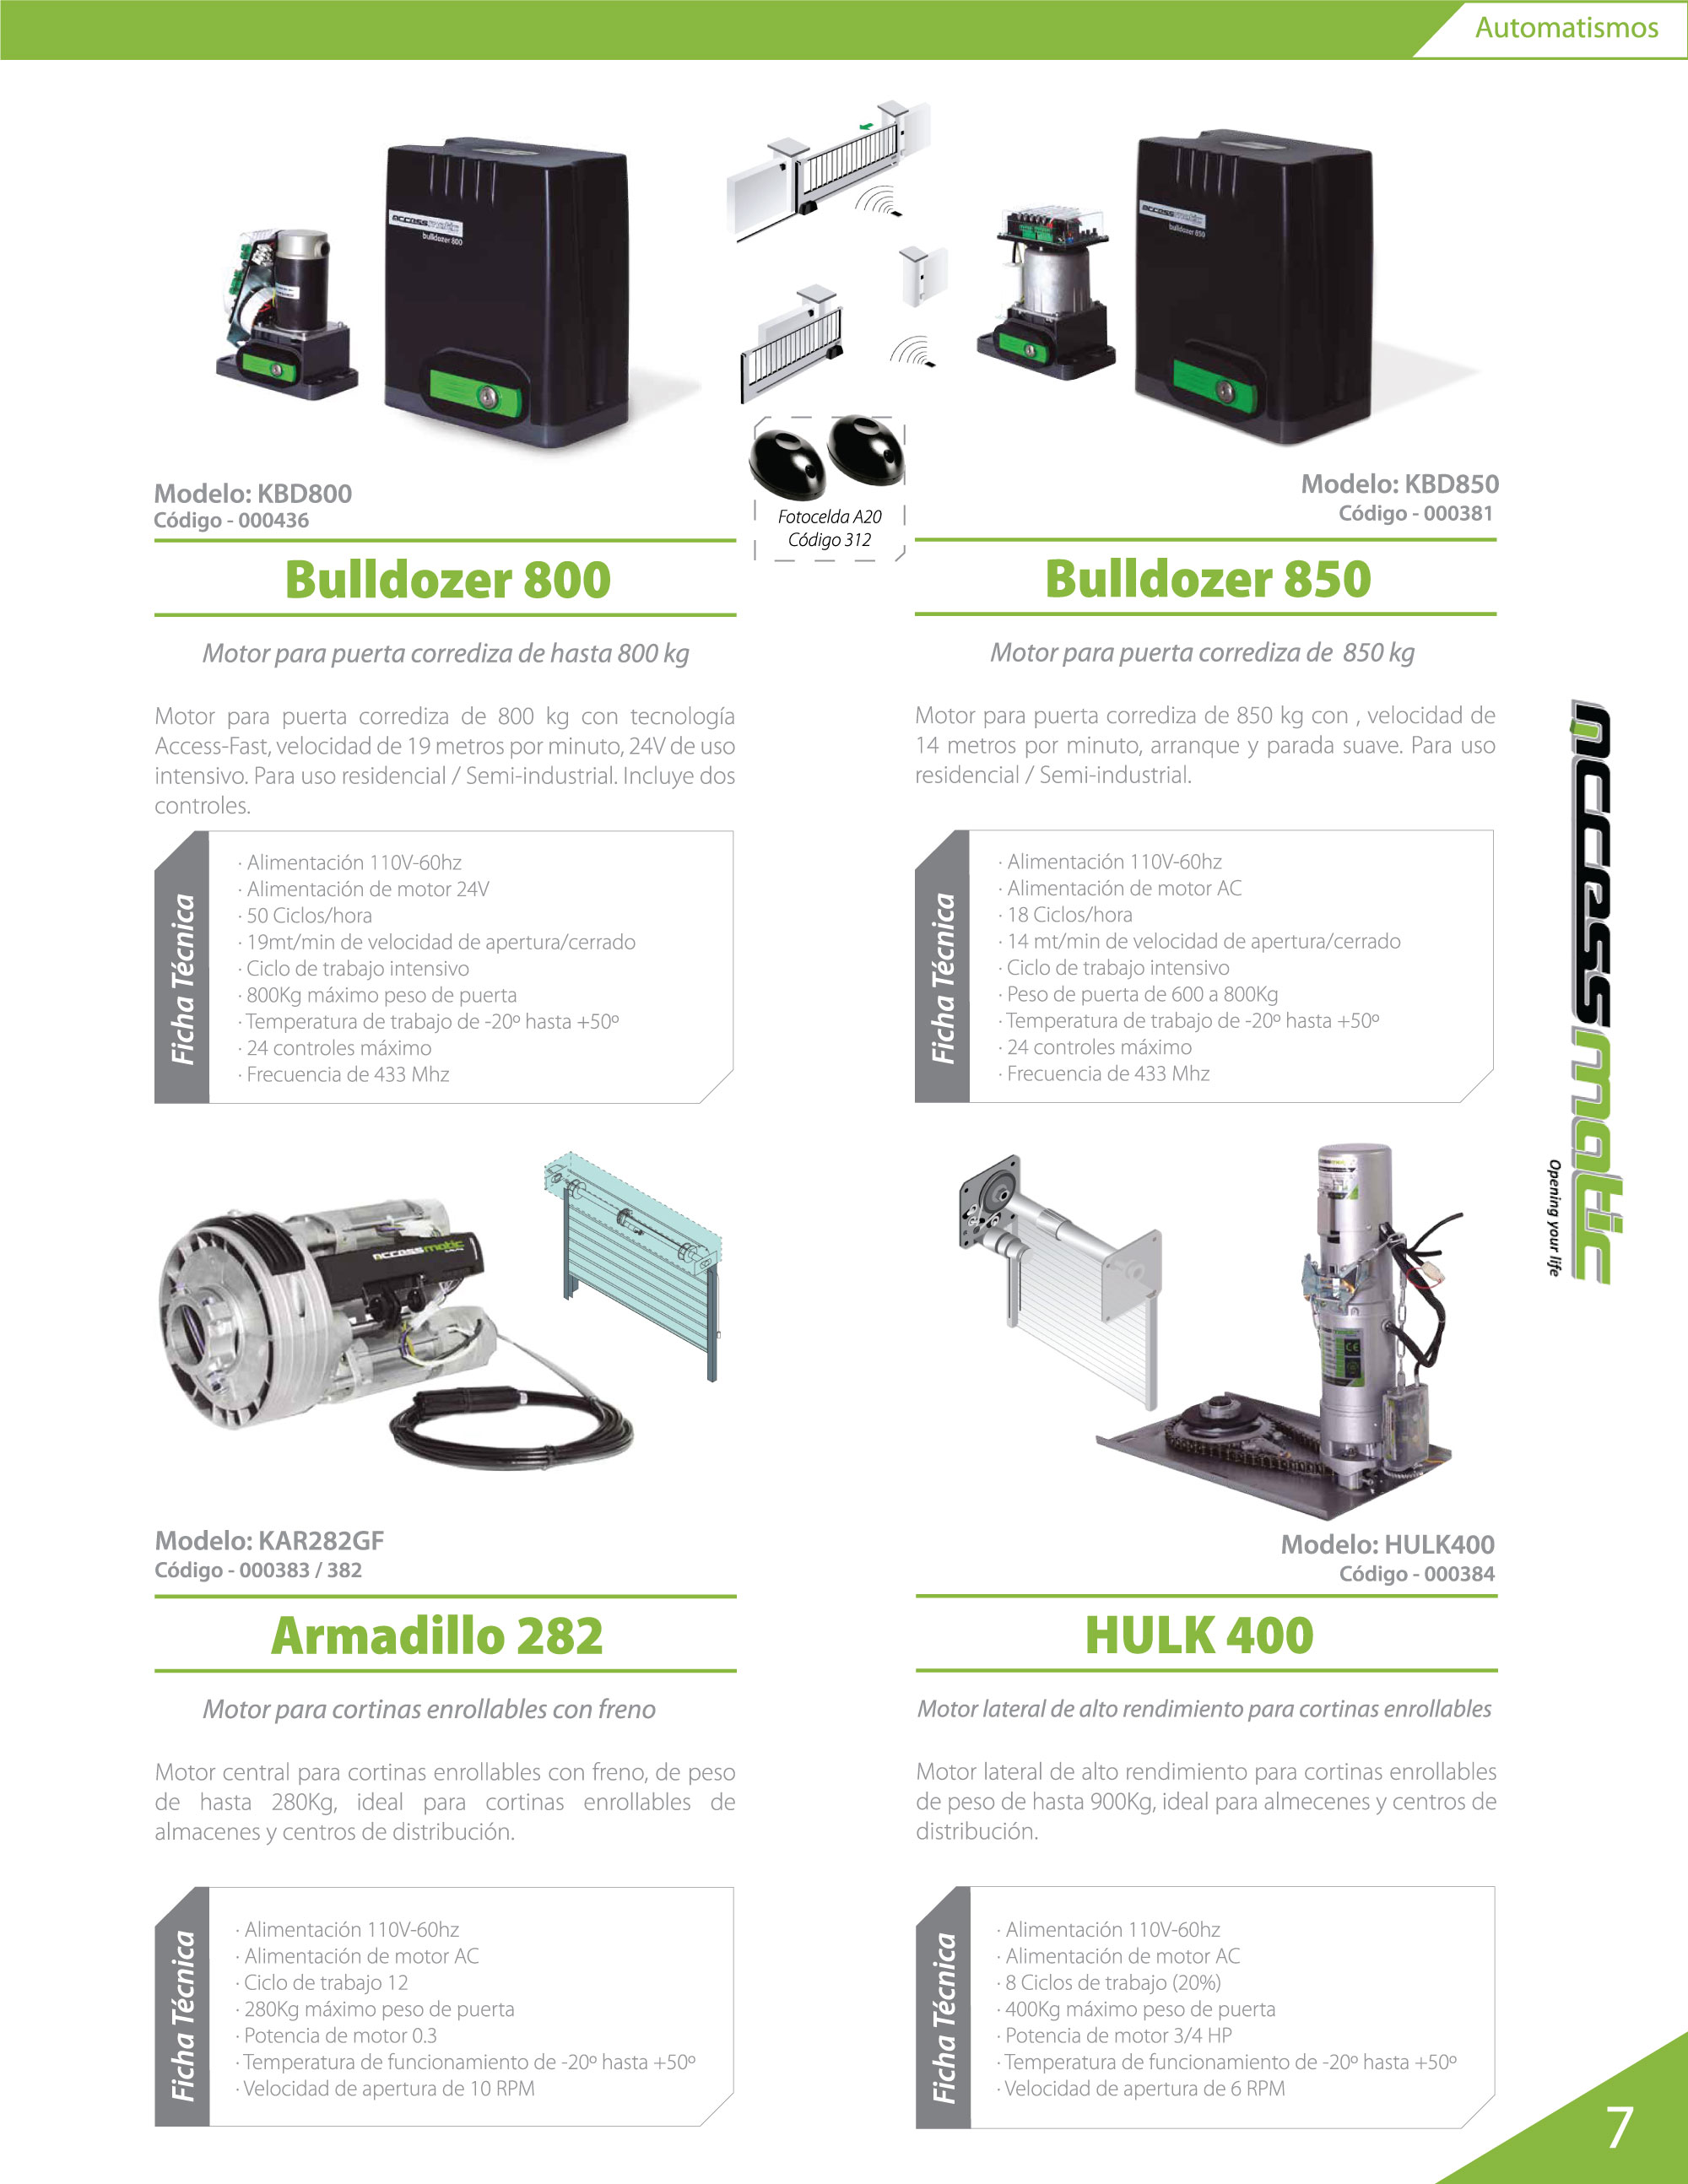 Automatismos
accessmatic
bulldozer 800
accessmatic
bulldozer 850
Modelo: KBD800
Código - 000436
Fotocelda A20
Código 312
Modelo: KBD850
Código - 000381
Bulldozer 800
Motor para puerta corrediza de hasta 800 kg
Motor para puerta corrediza de 800 kg con tecnología
Access-Fast, velocidad de 19 metros por minuto, 24V de uso
intensivo. Para uso residencial / Semi-industrial. Incluye dos
controles.
Ficha Técnica
· Alimentación 110V-60hz
· Alimentación de motor 24V
· 50 Ciclos/hora
· 19mt/min de velocidad de apertura/cerrado
· Ciclo de trabajo intensivo
· 800Kg máximo peso de puerta
· Temperatura de trabajo de -20º hasta +50º
· 24 controles máximo
· Frecuencia de 433 Mhz
Bulldozer 850
Motor para puerta corrediza de 850 kg
Motor para puerta corrediza de 850 kg con , velocidad de
14 metros por minuto, arranque y parada suave. Para uso
residencial / Semi-industrial.
Ficha Técnica
· Alimentación 110V-60hz
· Alimentación de motor AC
· 18 Ciclos/hora
· 14 mt/min de velocidad de apertura/cerrado
· Ciclo de trabajo intensivo
· Peso de puerta de 600 a 800Kg
· Temperatura de trabajo de -20º hasta +50º
· 24 controles máximo
· Frecuencia de 433 Mhz
accessmatic
Opening your life
accessmatic
CE
Modelo: KAR282GF
Código - 000383 / 382
Armadillo 282
Motor para cortinas enrollables con freno
Motor central para cortinas enrollables con freno, de peso
de hasta 280Kg, ideal para cortinas enrollables de
almacenes y centros de distribución.
Ficha Técnica
· Alimentación 110V-60hz
· Alimentación de motor AC
· Ciclo de trabajo 12
· 280Kg máximo peso de puerta
· Potencia de motor 0.3
· Temperatura de funcionamiento de -20º hasta +50º
· Velocidad de apertura de 10 RPM
Modelo: HULK400
Código - 000384
HULK 400
Motor lateral de alto rendimiento para cortinas enrollables
Motor lateral de alto rendimiento para cortinas enrollables
de peso de hasta 900Kg, ideal para almecenes y centros de
distribución.
Ficha Técnica
· Alimentación 110V-60hz
· Alimentación de motor AC
· 8 Ciclos de trabajo (20%)
· 400Kg máximo peso de puerta
· Potencia de motor 3/4 HP
· Temperatura de funcionamiento de -20º hasta +50º
· Velocidad de apertura de 6 RPM
7